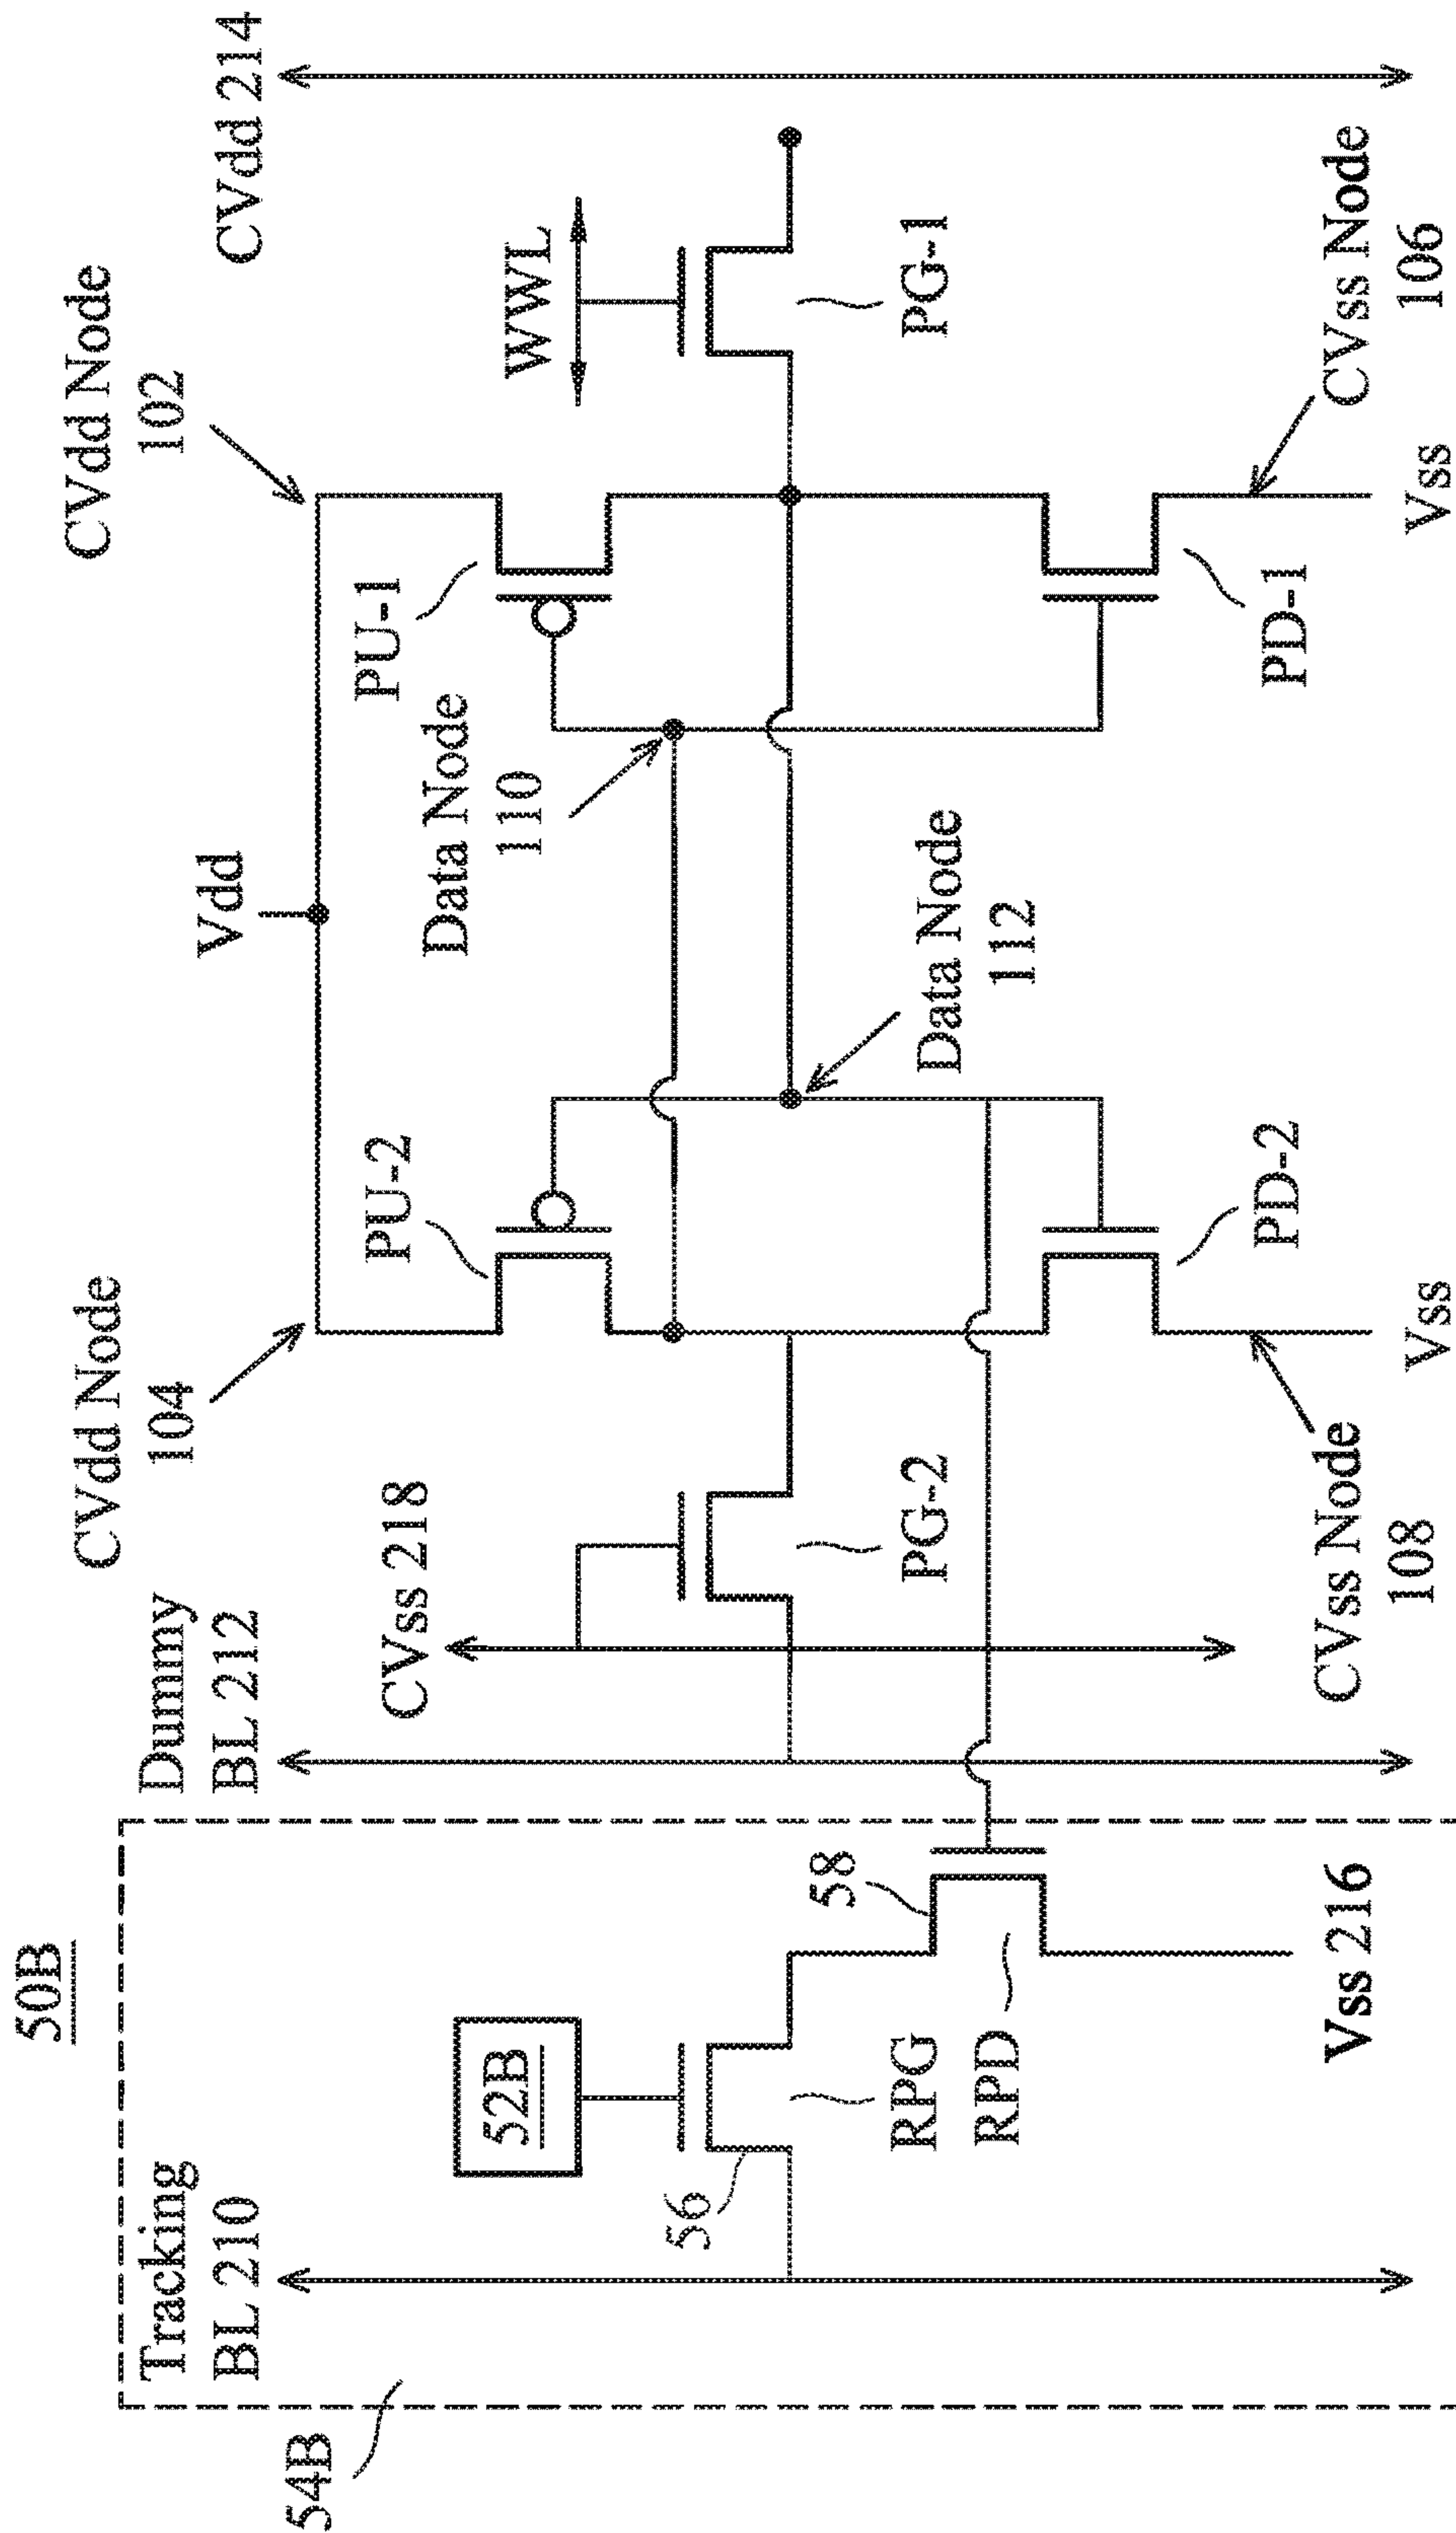 50B
54B
Tracking
BL 210
52B
56
RPG
RPD
58
Vss 216
Dummy
BL 212
CVss 218
PG-2
CVdd Node
104
PU-2
PD-2
CVss Node
108
Vss
Vdd
Data Node
110
Data Node
112
CVdd Node
102
PU-1
PD-1
WWL
PG-1
CVdd 214
CVss Node
106
Vss